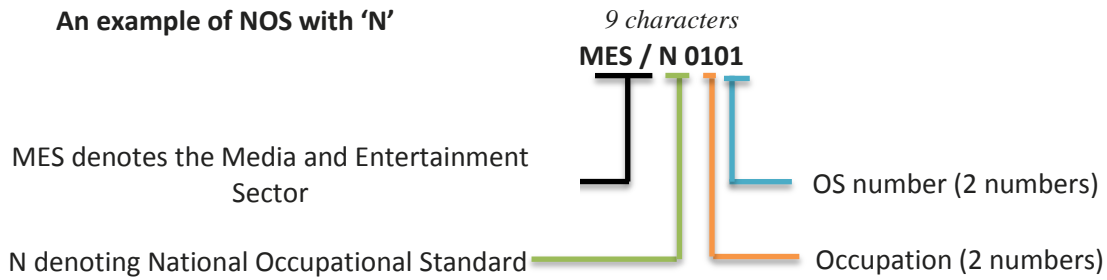 An example of NOS with ‘N’
9 characters
MES / N 0101
MES denotes the Media and Entertainment
Sector
OS number (2 numbers)
N denoting National Occupational Standard
Occupation (2 numbers)